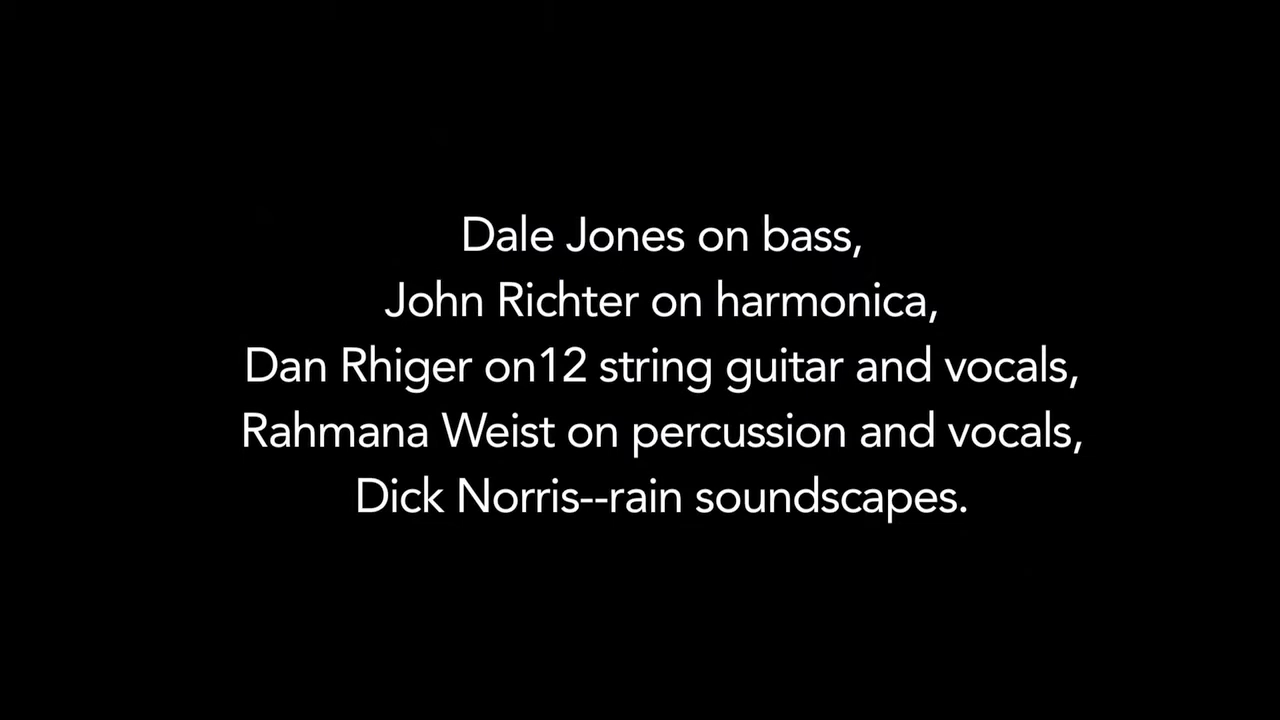 Dale Jones on bass,
John Richter on harmonica,
Dan Rhiger on12 string guitar and vocals,
Rahmana Weist on percussion and vocals,
Dick Norris--rain soundscapes.